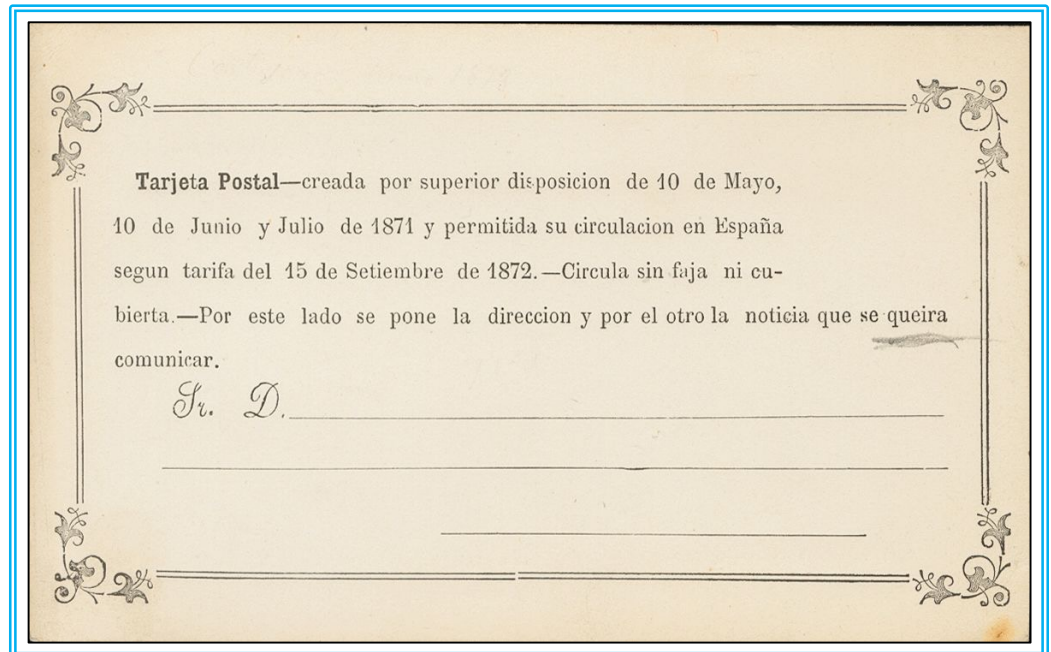 Tarjeta Postal—creada por superior disposicion de 10 de Mayo,
10 de Junio y Julio de 1871 y permitida su circulacion en España
segun tarifa del 15 de Setiembre de 1872.—Circula sin faja ni cu-
bierta.—Por este lado se pone la direccion y por el otro la noticia que se queira
comunicar.
Sr. D.